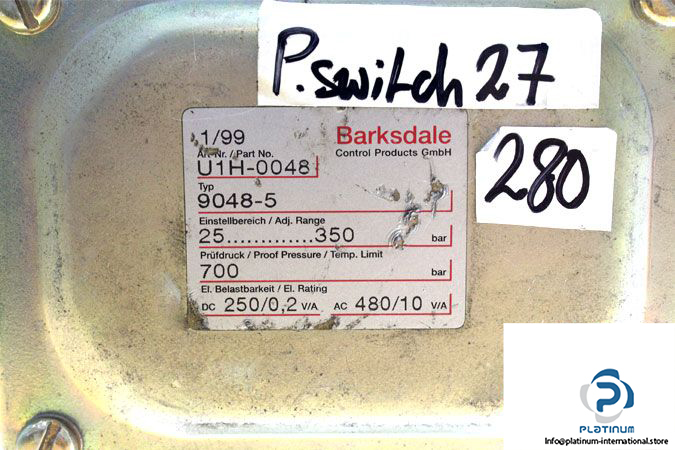 P. switch 27
280
1/99
Barksdale
Art-Nr. / Part No.
Control Products GmbH
U1H-0048
Typ
9048-5
Einstellbereich / Adj. Range
25.............350 bar
Prüfdruck / Proof Pressure / Temp. Limit
700 bar
El. Belastbarkeit / El. Rating
DC 250/0,2 V/A AC 480/10 V/A
PLATINUM
Info@platinum-international.store